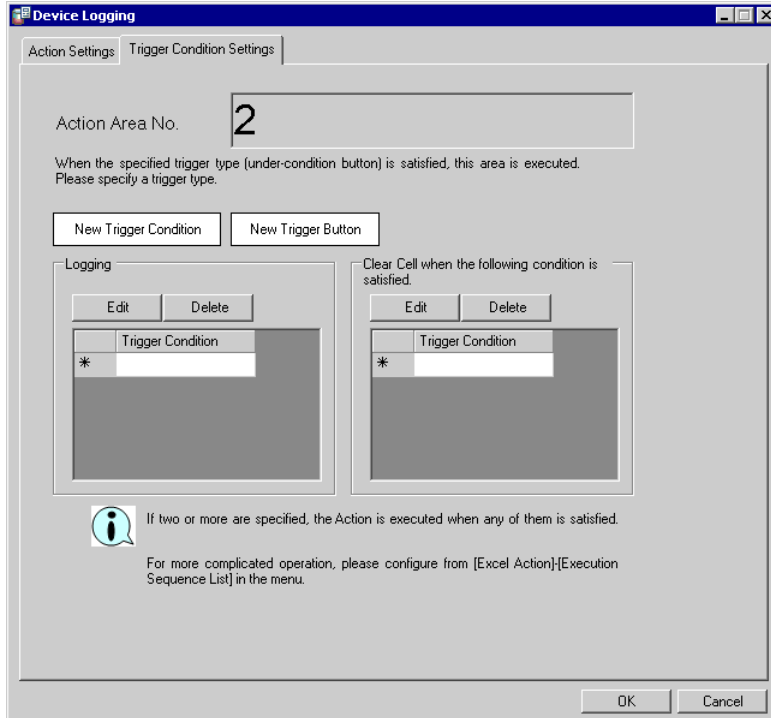 Device Logging
Action Settings
Trigger Condition Settings
Action Area No.
2
When the specified trigger type (under-condition button) is satisfied, this area is executed.
Please specify a trigger type.
New Trigger Condition
New Trigger Button
Logging
Edit
Delete
Trigger Condition
*
Clear Cell when the following condition is
satisfied.
Edit
Delete
Trigger Condition
*
If two or more are specified, the Action is executed when any of them is satisfied.
For more complicated operation, please configure from [Excel Action]-[Execution
Sequence List] in the menu.
OK
Cancel